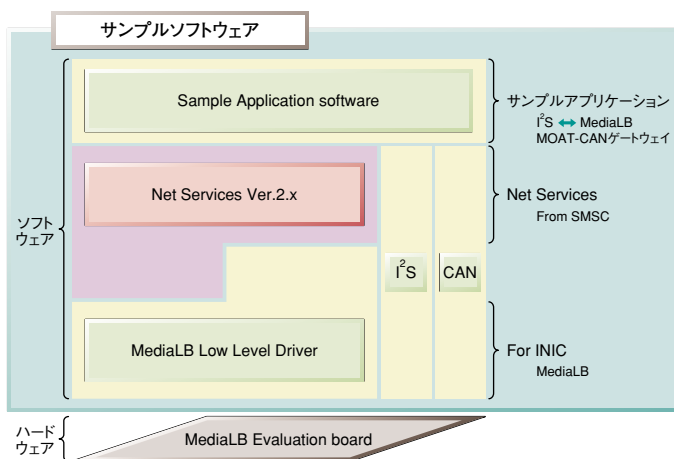 サンプルソフトウェア
Sample Application software
サンプルアプリケーション
I²S ↔ MediaLB
MOAT-CANゲートウェイ
Net Services Ver.2.x
Net Services
From SMSC
ソフト
ウェア
I²S
CAN
MediaLB Low Level Driver
For INIC
MediaLB
ハード
ウェア
MediaLB Evaluation board